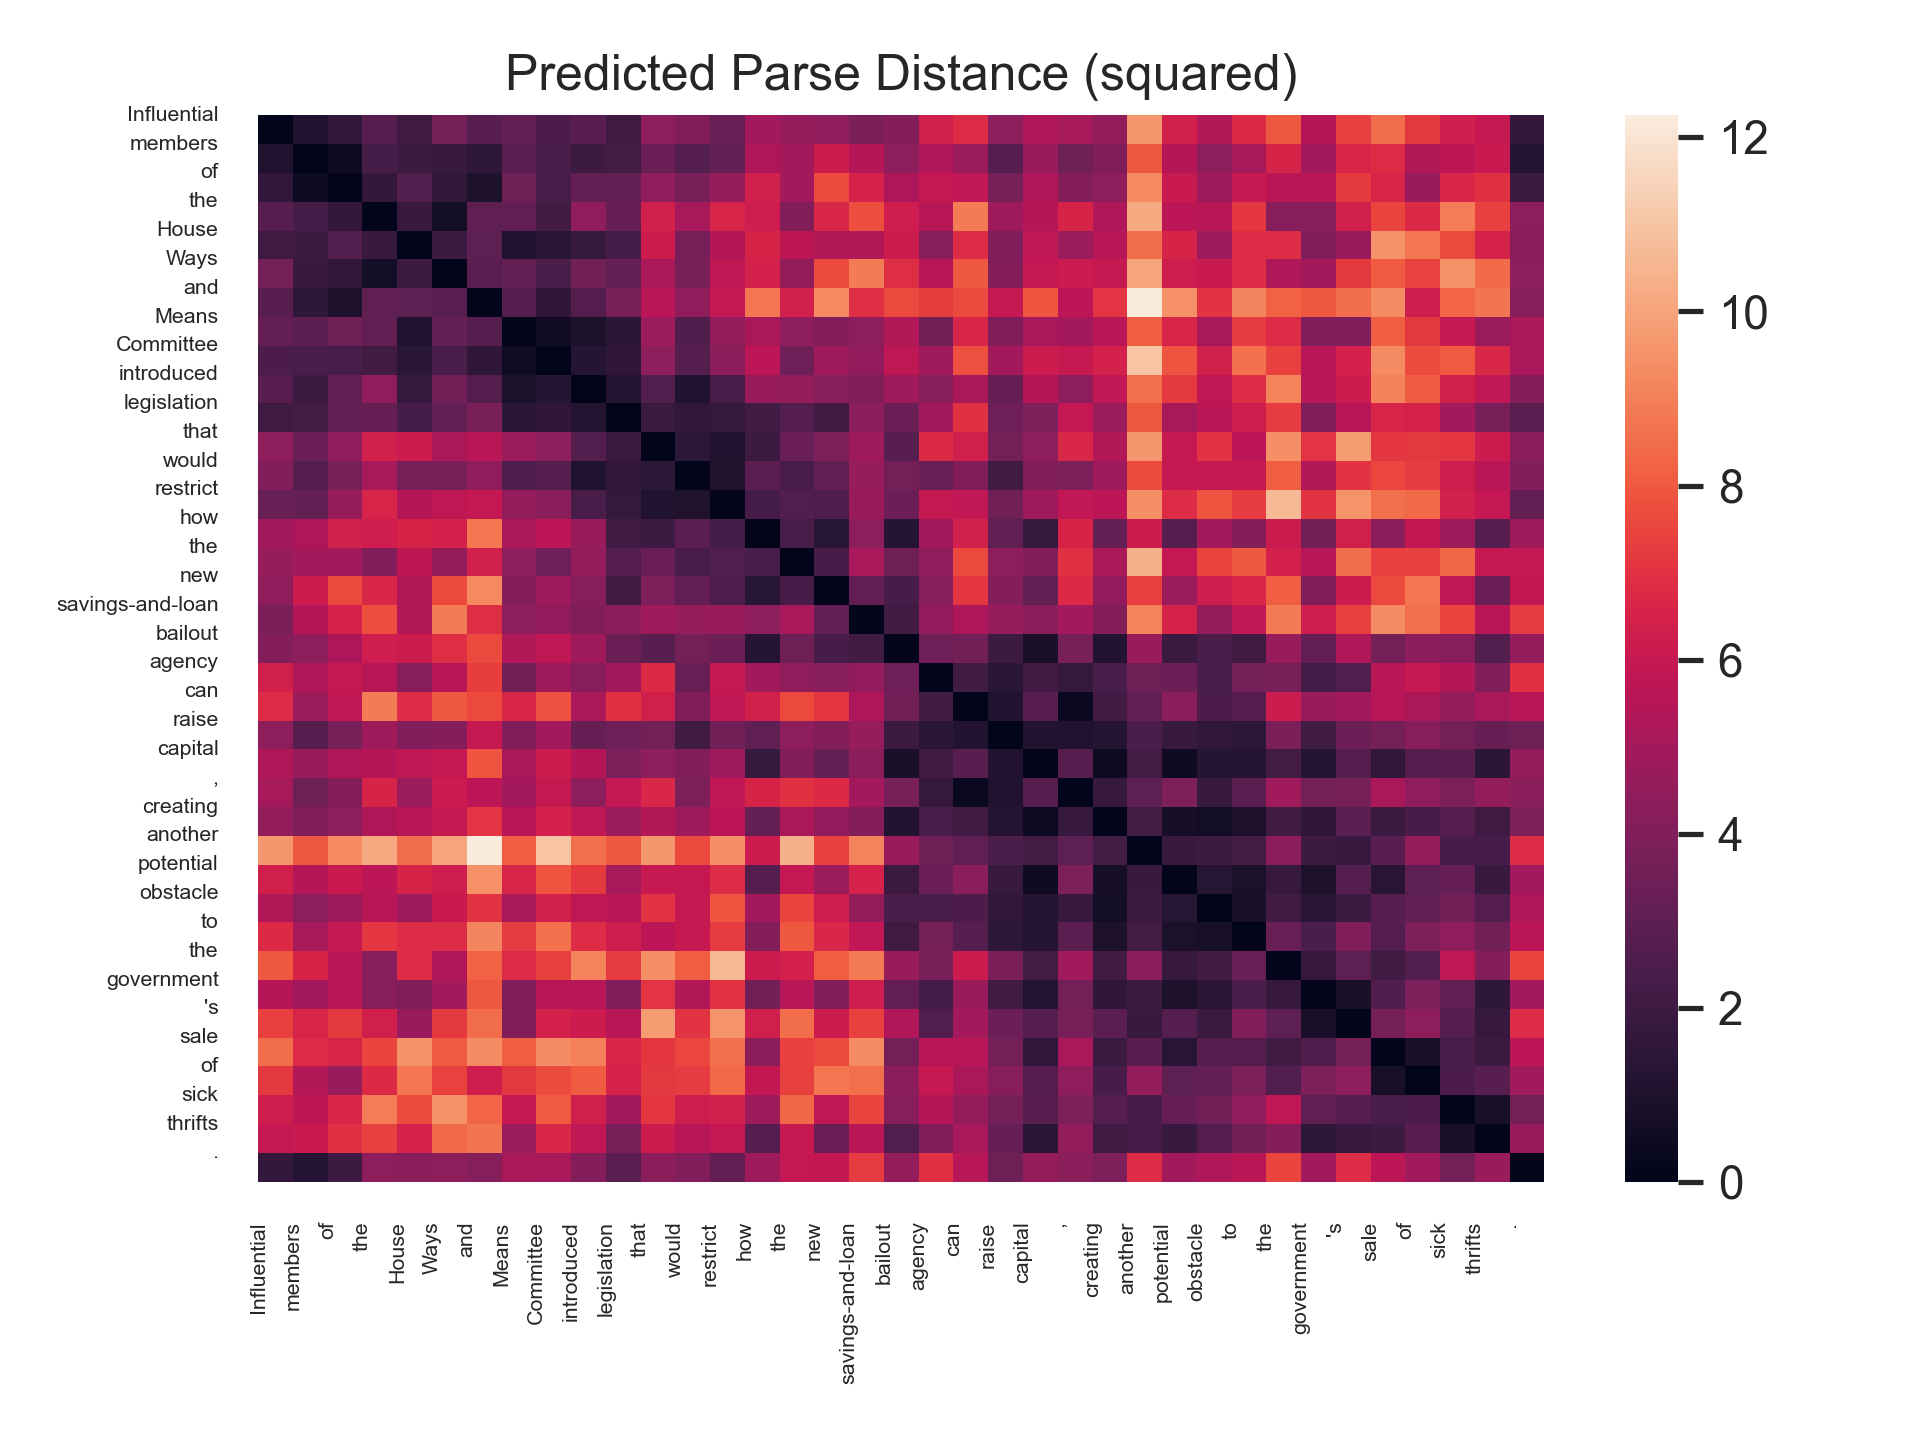 Predicted Parse Distance (squared)
Influential
members
of
the
House
Ways
and
Means
Committee
introduced
legislation
that
would
restrict
how
the
new
savings-and-loan
bailout
agency
can
raise
capital
,
creating
another
potential
obstacle
to
the
government
's
sale
of
sick
thrifts
.
12
10
8
6
4
2
0
Influential
members
of
the
House
Ways
and
Means
Committee
introduced
legislation
that
would
restrict
how
the
new
savings-and-loan
bailout
agency
can
raise
capital
,
creating
another
potential
obstacle
to
the
government
's
sale
of
sick
thrifts
.